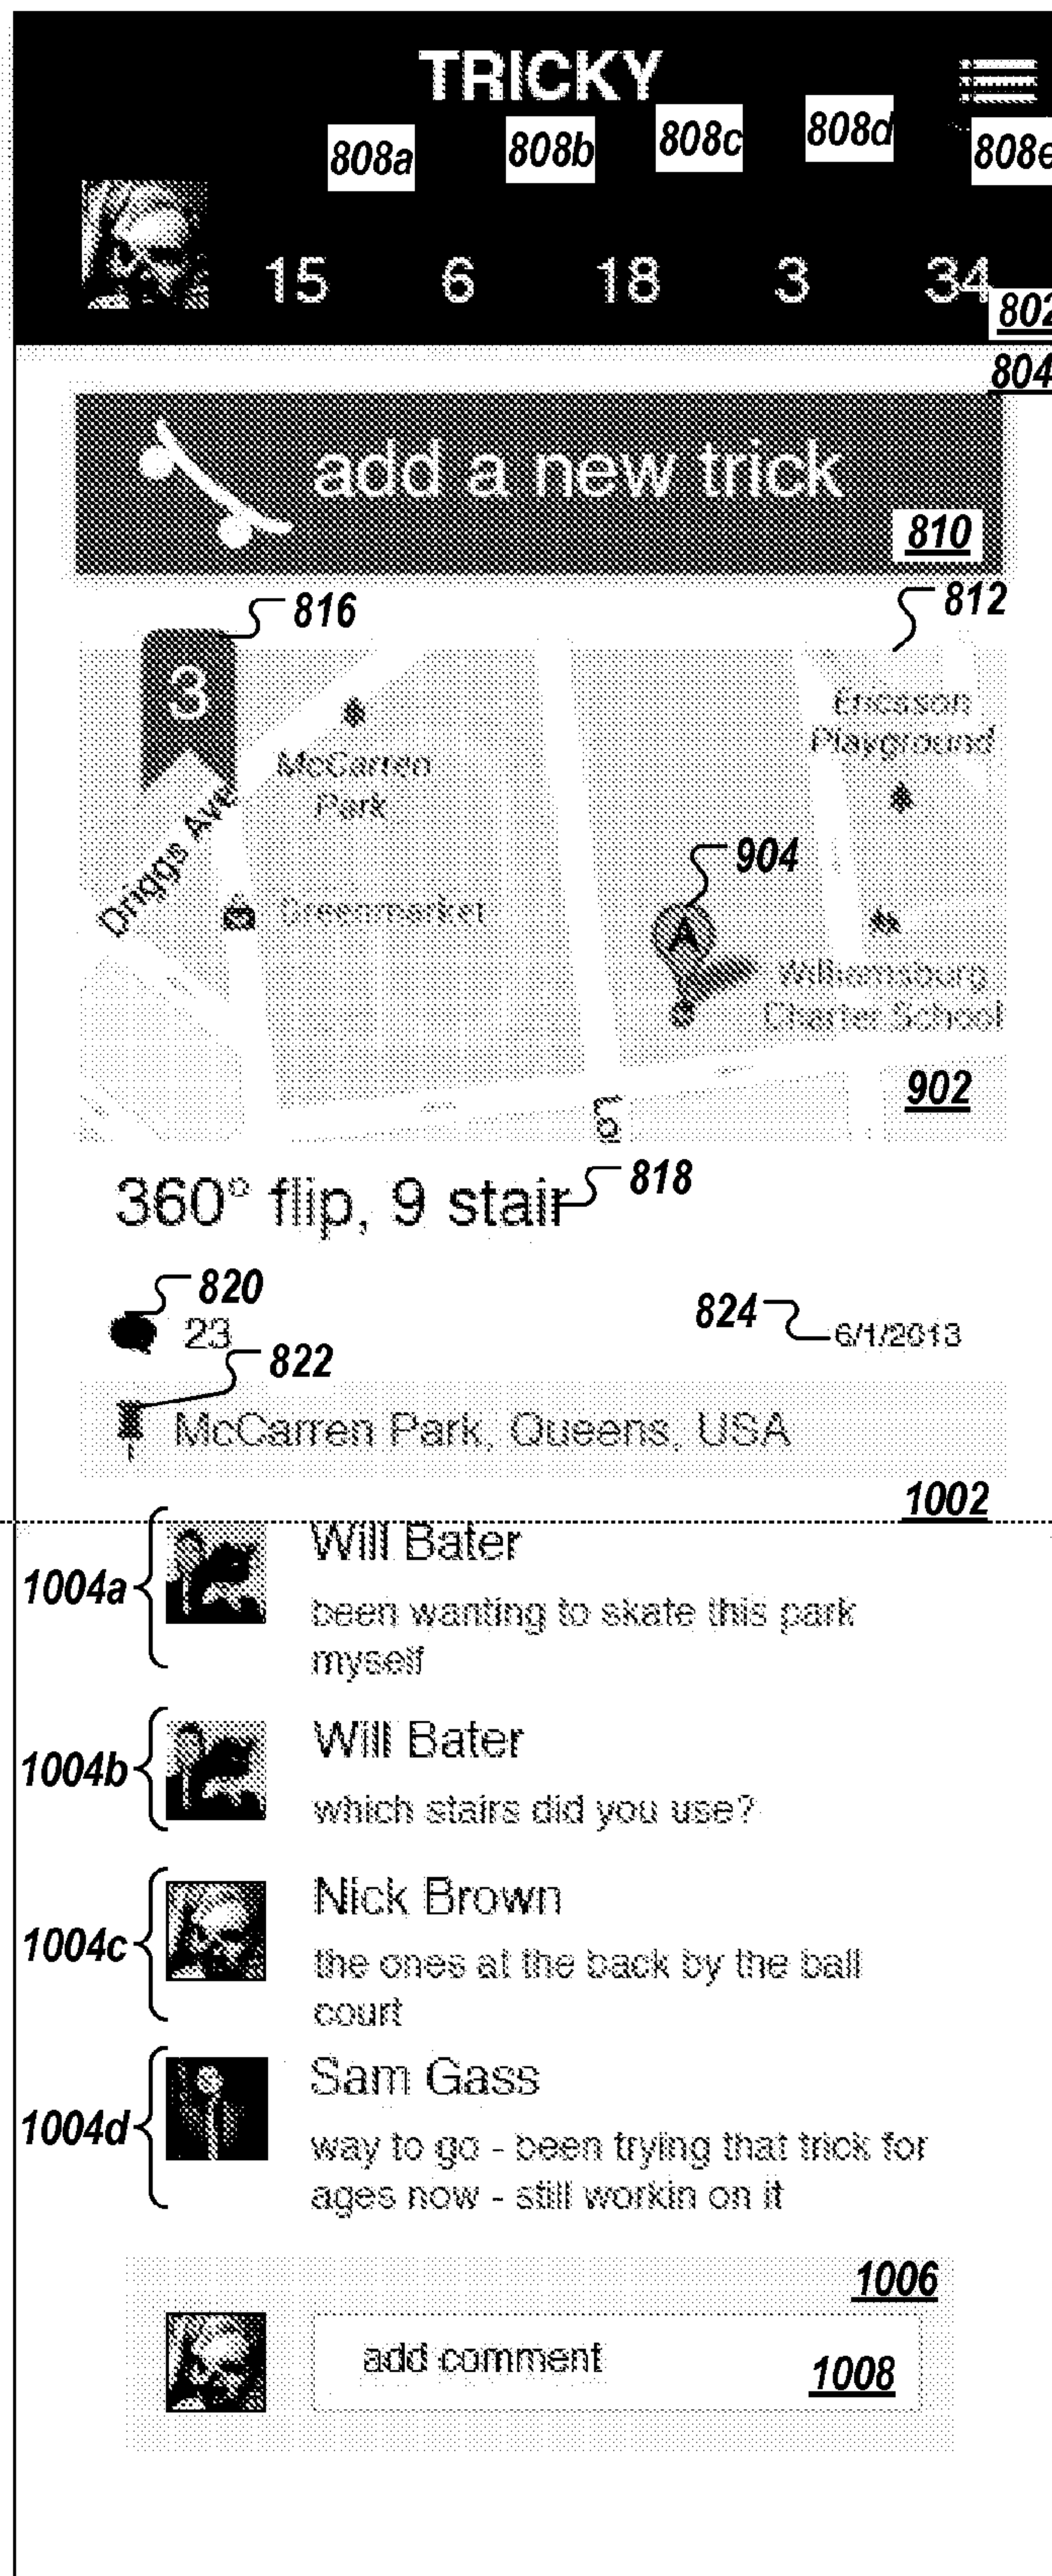 TRICKY
808a 808b 808c 808d 808e
15 6 18 3 34
802
804
add a new trick
810
816
812
3
Ericsson
Playground
McCarren
Park
Driggs Ave
904
Greenmarket
A
Williamsburg
Charter School
902
360° flip, 9 stair
818
820
23
824
6/1/2013
822
McCarren Park, Queens, USA
1002
1004a
Will Bater
been wanting to skate this park
myself
1004b
Will Bater
which stairs did you use?
1004c
Nick Brown
the ones at the back by the ball
court
1004d
Sam Gass
way to go - been trying that trick for
ages now - still workin on it
1006
add comment
1008